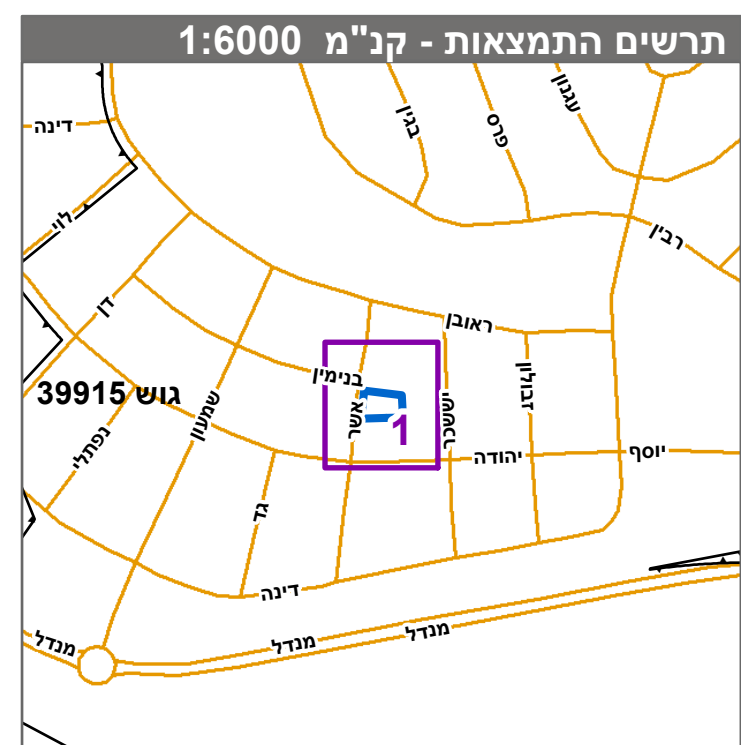 תרשים התמצאות - קנ"מ 1:6000
דינה
בגין
פרס
עגנון
לוי
רבין
דן
ראובן
בנימין
זבולון
גוש 39915
שמעון
אשר
1
יששכר
נפתלי
יהודה
יוסף
גד
דינה
מנדל
מנדל
מנדל